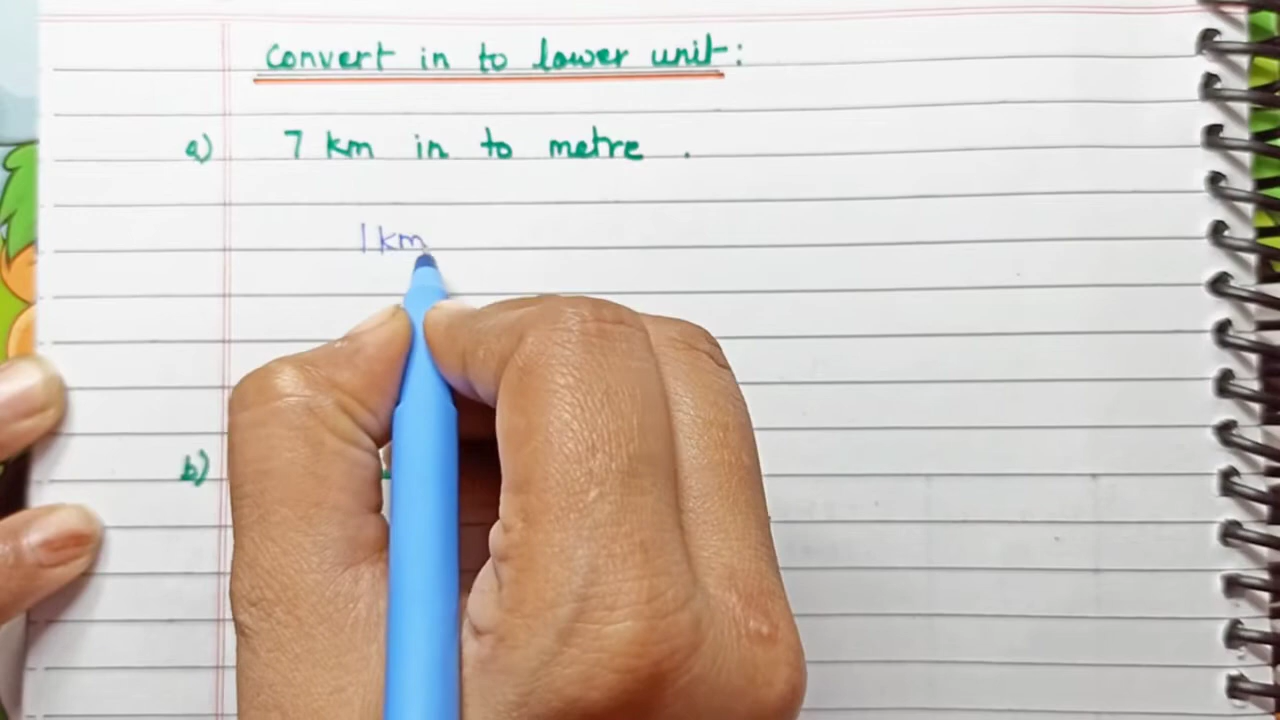 Convert in to lower unit:
a) 7 km in to metre .
1 km
b)